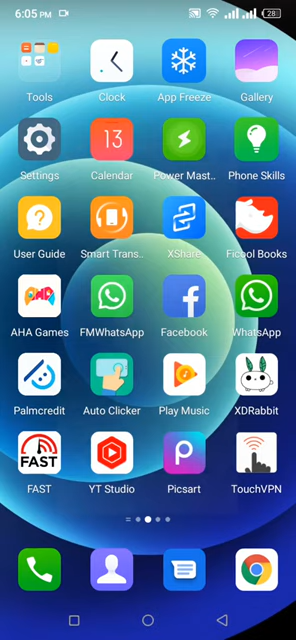 6:05 PM 28
Tools Clock App Freeze Gallery
13
Settings Calendar Power Mast.. Phone Skills
User Guide Smart Trans.. XShare Ficool Books
AHA
AHA Games FMWhatsApp Facebook WhatsApp
Palmcredit Auto Clicker Play Music XDRabbit
FAST
FAST YT Studio Picsart TouchVPN